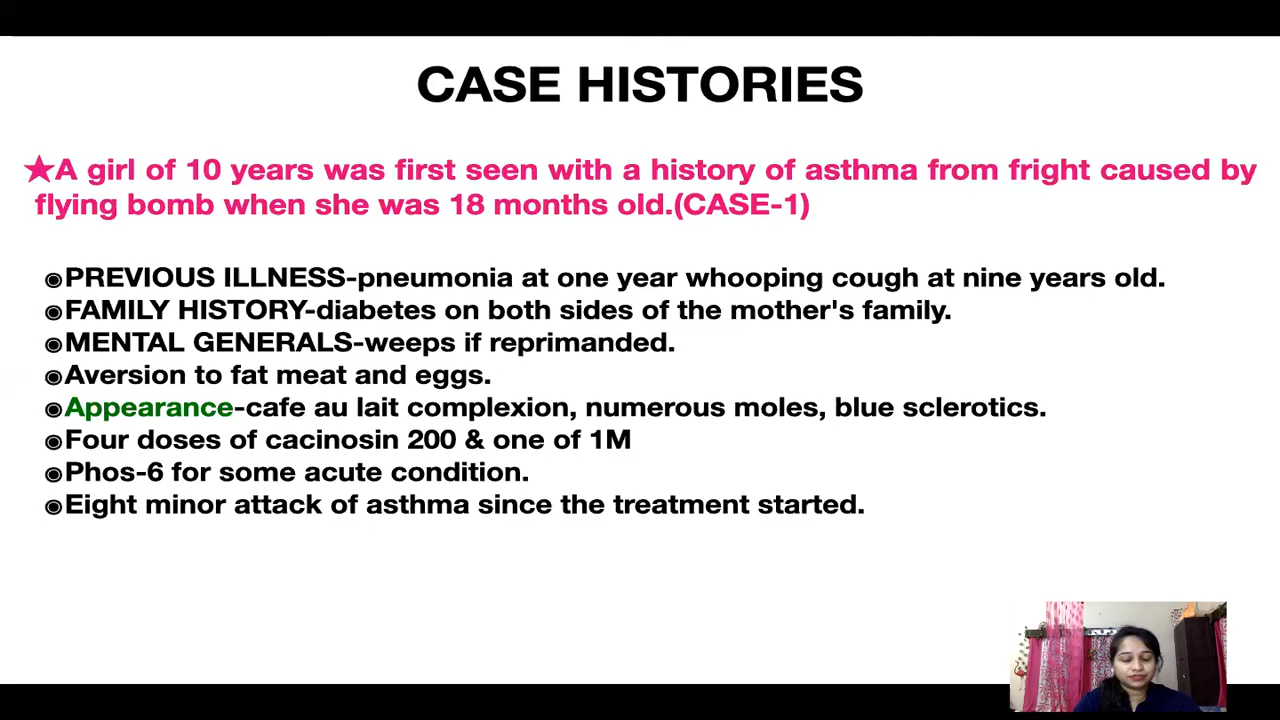 CASE HISTORIES
★A girl of 10 years was first seen with a history of asthma from fright caused by
flying bomb when she was 18 months old.(CASE-1)
◉PREVIOUS ILLNESS-pneumonia at one year whooping cough at nine years old.
◉FAMILY HISTORY-diabetes on both sides of the mother's family.
◉MENTAL GENERALS-weeps if reprimanded.
◉Aversion to fat meat and eggs.
◉Appearance-cafe au lait complexion, numerous moles, blue sclerotics.
◉Four doses of cacinosin 200 & one of 1M
◉Phos-6 for some acute condition.
◉Eight minor attack of asthma since the treatment started.